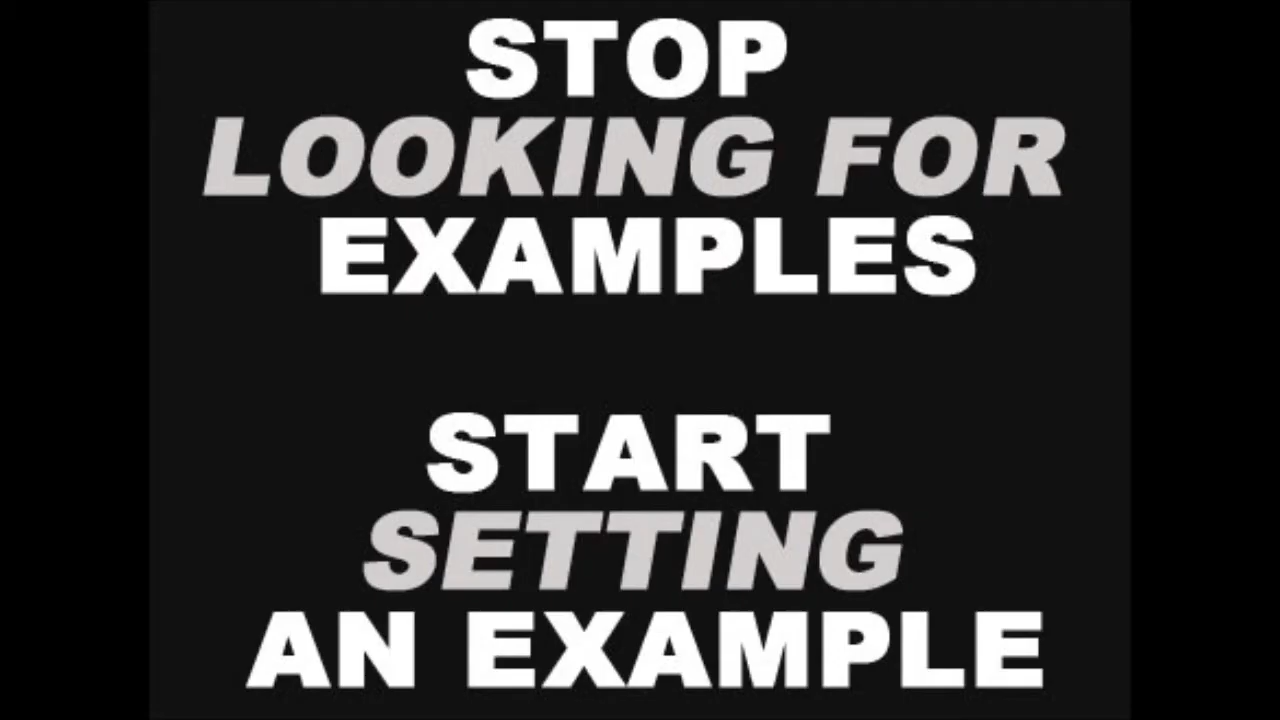 STOP
LOOKING FOR
EXAMPLES
START
SETTING
AN EXAMPLE